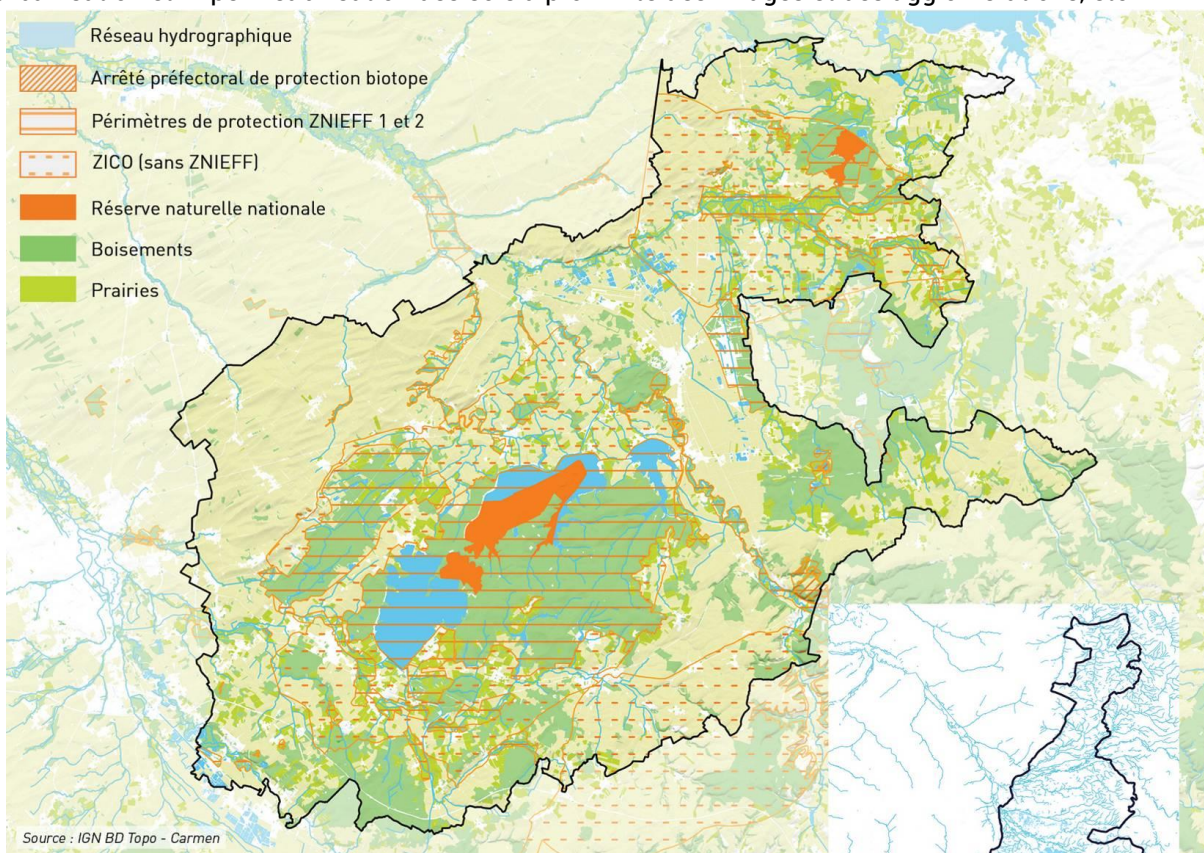 Réseau hydrographique
Arrêté préfectoral de protection biotope
Périmètres de protection ZNIEFF 1 et 2
ZICO (sans ZNIEFF)
Réserve naturelle nationale
Boisements
Prairies
Source : IGN BD Topo - Carmen